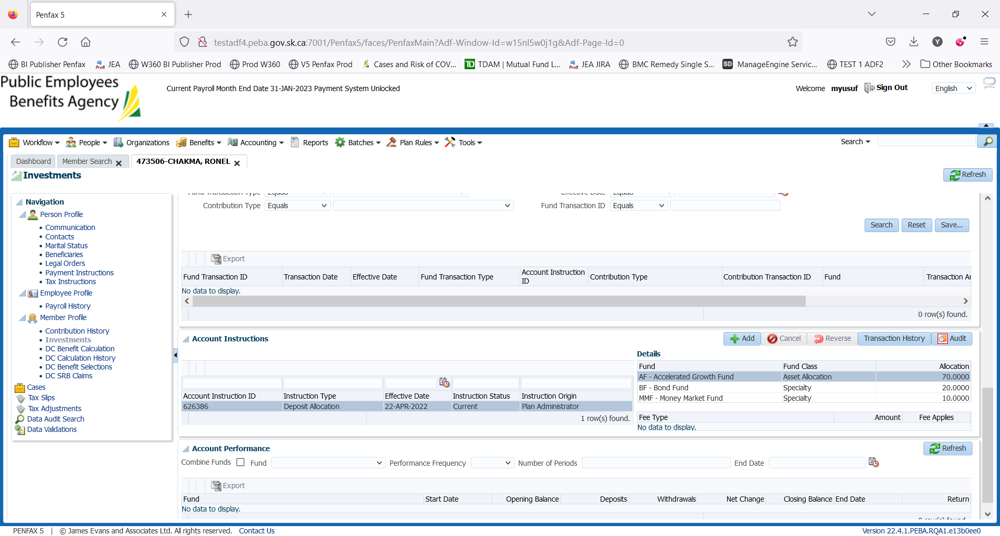 Penfax 5
testadf4.peba.gov.sk.ca:7001/Penfax5/faces/PenfaxMain?Adf-Window-Id=w15nl5w0j1g&Adf-Page-Id=0
Y
BI Publisher Penfax JEA W360 BI Publisher Prod Prod W360 V5 Penfax Prod Cases and Risk of COV... TD TDAM | Mutual Fund L... JEA JIRA BMC Remedy Single S... SD ManageEngine Servic... TEST 1 ADF2 Other Bookmarks
Public Employees
Benefits Agency
Current Payroll Month End Date 31-JAN-2023 Payment System Unlocked
Welcome myusuf Sign Out English
Workflow People Organizations Benefits Accounting Reports Batches Plan Rules Tools Search
Dashboard Member Search 473506-CHAKMA, RONEL
Investments Refresh
Navigation
Person Profile
Communication
Contacts
Marital Status
Beneficiaries
Legal Orders
Payment Instructions
Tax Instructions
Employee Profile
Payroll History
Member Profile
Contribution History
Investments
DC Benefit Calculation
DC Calculation History
DC Benefit Selections
DC SRB Claims
Cases
Tax Slips
Tax Adjustments
Data Audit Search
Data Validations
Fund Transaction Type Equals Effective Date Equals
Contribution Type Equals Fund Transaction ID Equals
Search Reset Save...
Export
Fund Transaction ID Transaction Date Effective Date Fund Transaction Type Account Instruction ID Contribution Type Contribution Transaction ID Fund Transaction Ar
No data to display.
0 row(s) found.
Account Instructions Add Cancel Reverse Transaction History Audit
Account Instruction ID Instruction Type Effective Date Instruction Status Instruction Origin
626386 Deposit Allocation 22-APR-2022 Current Plan Administrator
1 row(s) found.
Details
Fund Fund Class Allocation
AF - Accelerated Growth Fund Asset Allocation 70.0000
BF - Bond Fund Specialty 20.0000
MMF - Money Market Fund Specialty 10.0000
Fee Type Amount Fee Applies
No data to display.
Account Performance Refresh
Combine Funds Fund Performance Frequency Number of Periods End Date
Export
Fund Start Date Opening Balance Deposits Withdrawals Net Change Closing Balance End Date Return
No data to display.
0 row(s) found.
PENFAX 5 | © James Evans and Associates Ltd. All rights reserved. Contact Us
Version 22.4.1.PEBA.RQA1.e13b0ee0